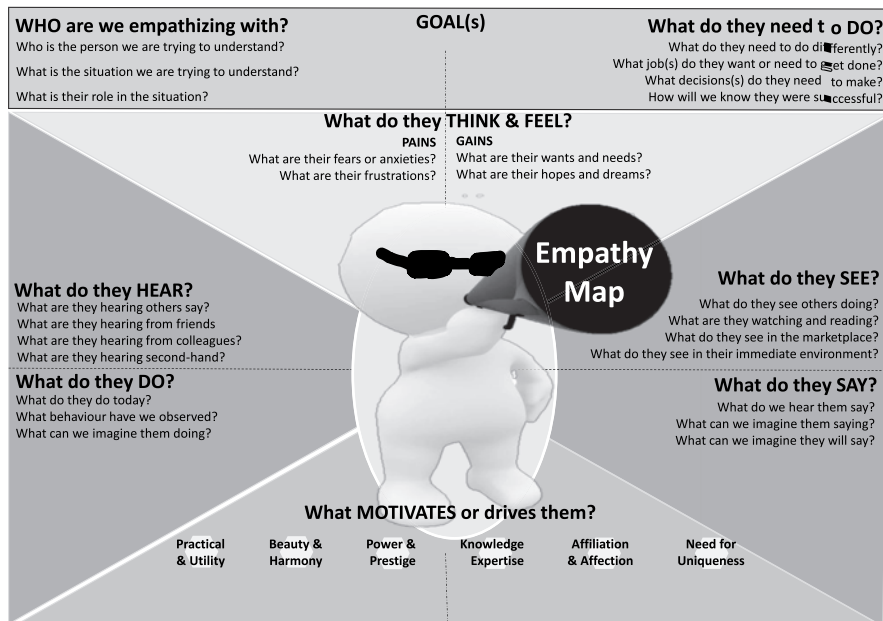 WHO are we empathizing with?
Who is the person we are trying to understand?
What is the situation we are trying to understand?
What is their role in the situation?
GOAL(s)
What do they need to DO?
What do they need to do differently?
What job(s) do they want or need to get done?
What decisions(s) do they need to make?
How will we know they were successful?
What do they THINK & FEEL?
PAINS
What are their fears or anxieties?
What are their frustrations?
GAINS
What are their wants and needs?
What are their hopes and dreams?
Empathy
Map
What do they HEAR?
What are they hearing others say?
What are they hearing from friends
What are they hearing from colleagues?
What are they hearing second-hand?
What do they SEE?
What do they see others doing?
What are they watching and reading?
What do they see in the marketplace?
What do they see in their immediate environment?
What do they DO?
What do they do today?
What behaviour have we observed?
What can we imagine them doing?
What do they SAY?
What do we hear them say?
What can we imagine them saying?
What can we imagine they will say?
What MOTIVATES or drives them?
Practical
& Utility
Beauty &
Harmony
Power &
Prestige
Knowledge
Expertise
Affiliation
& Affection
Need for
Uniqueness